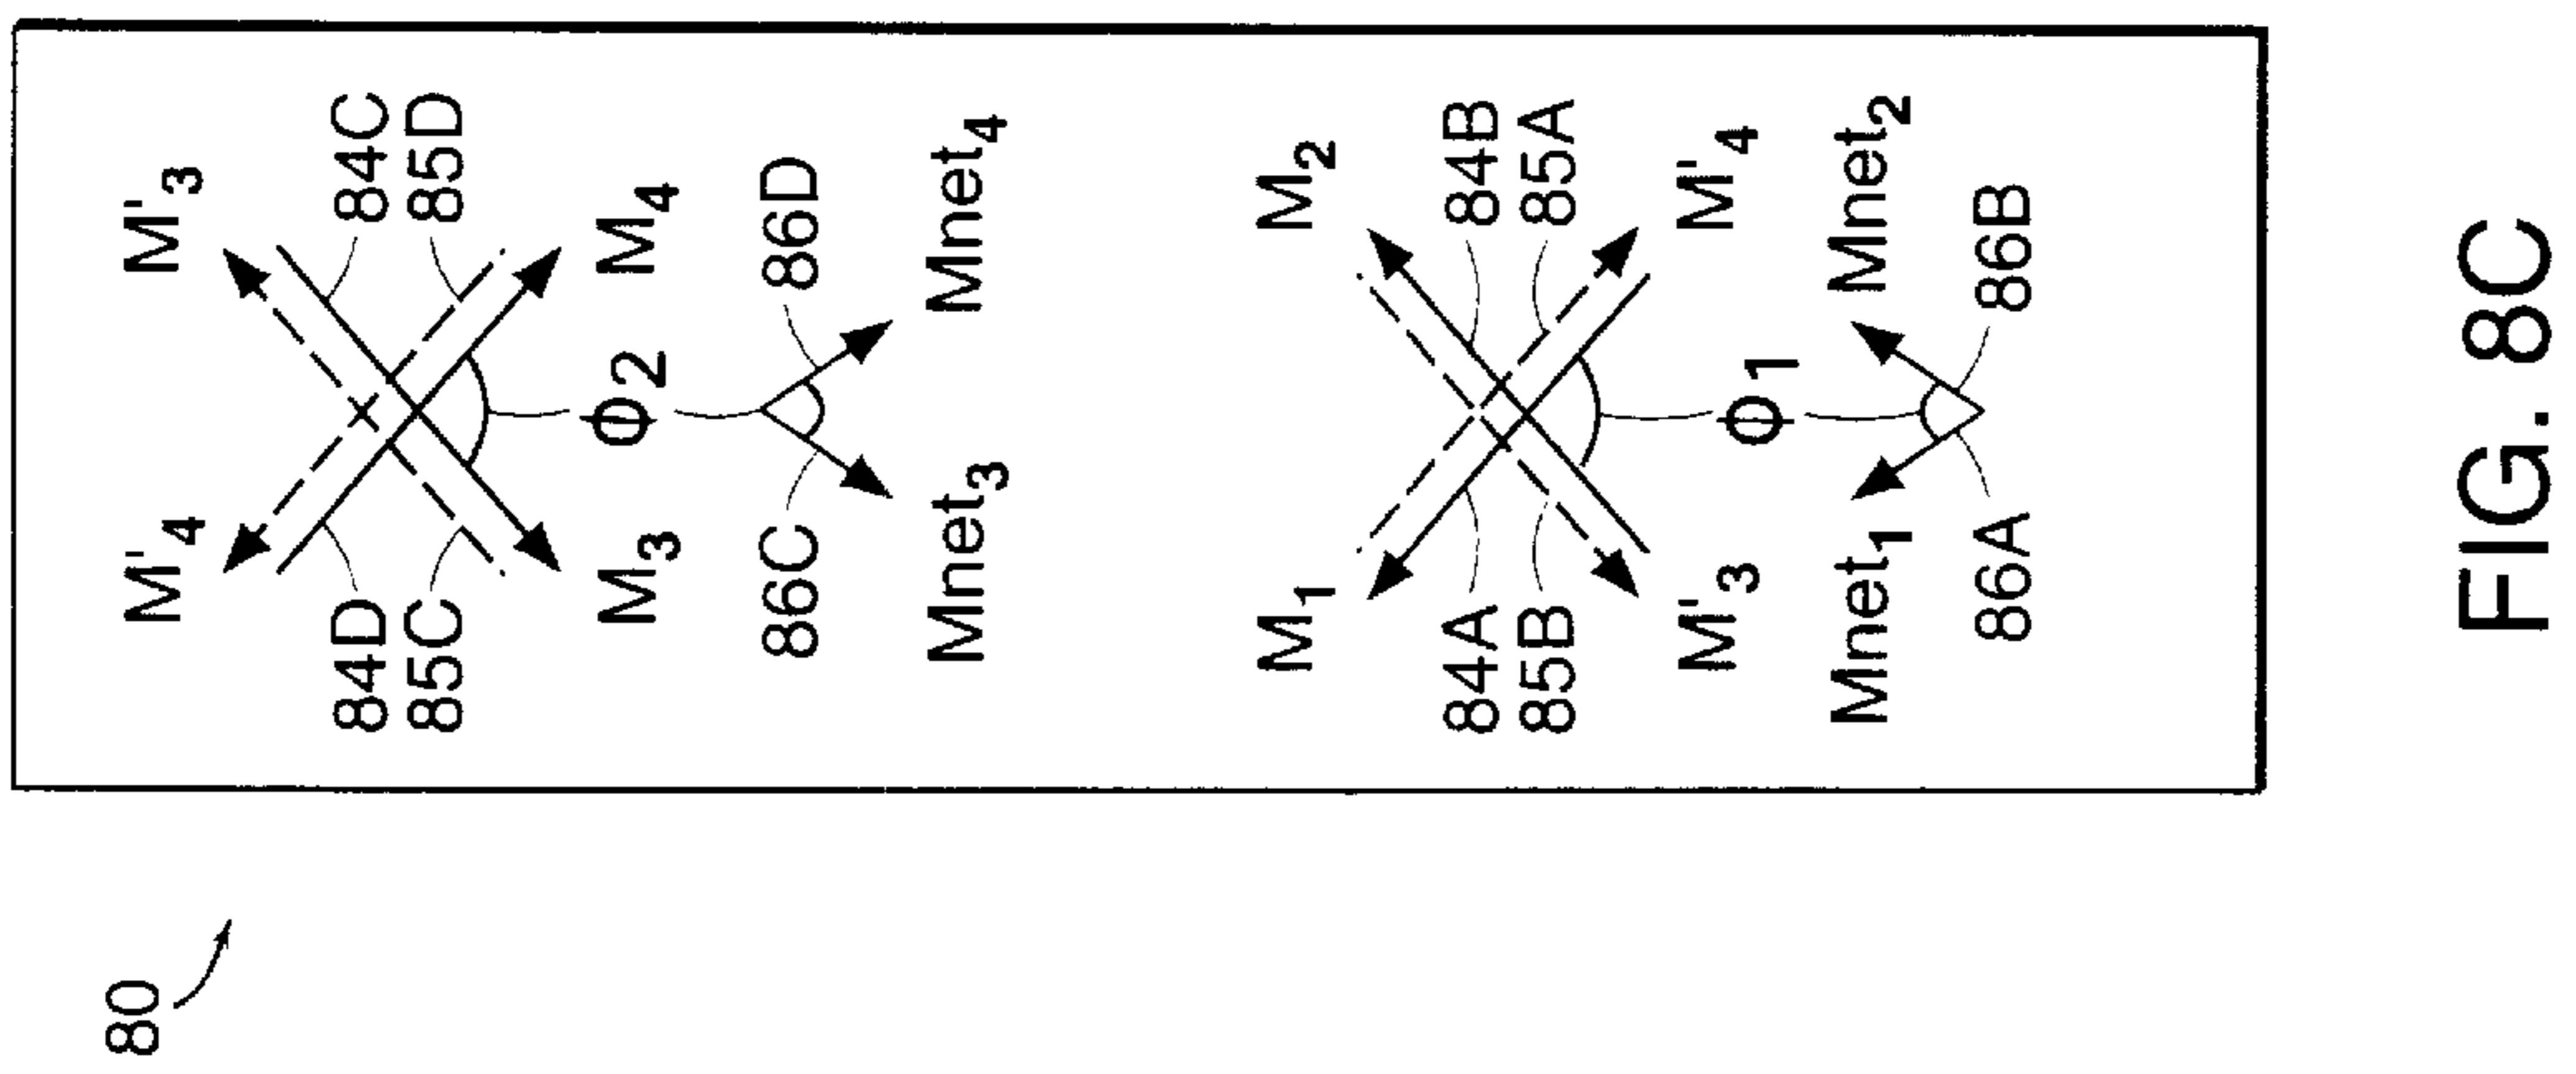 80
M'4 M'3
84D 84C
85C 85D
M3 ϕ2 M4
86C 86D
Mnet3 Mnet4
M1 M2
84A 84B
85B 85A
M'3 M'4
ϕ1
Mnet1 Mnet2
86A 86B
FIG. 8C